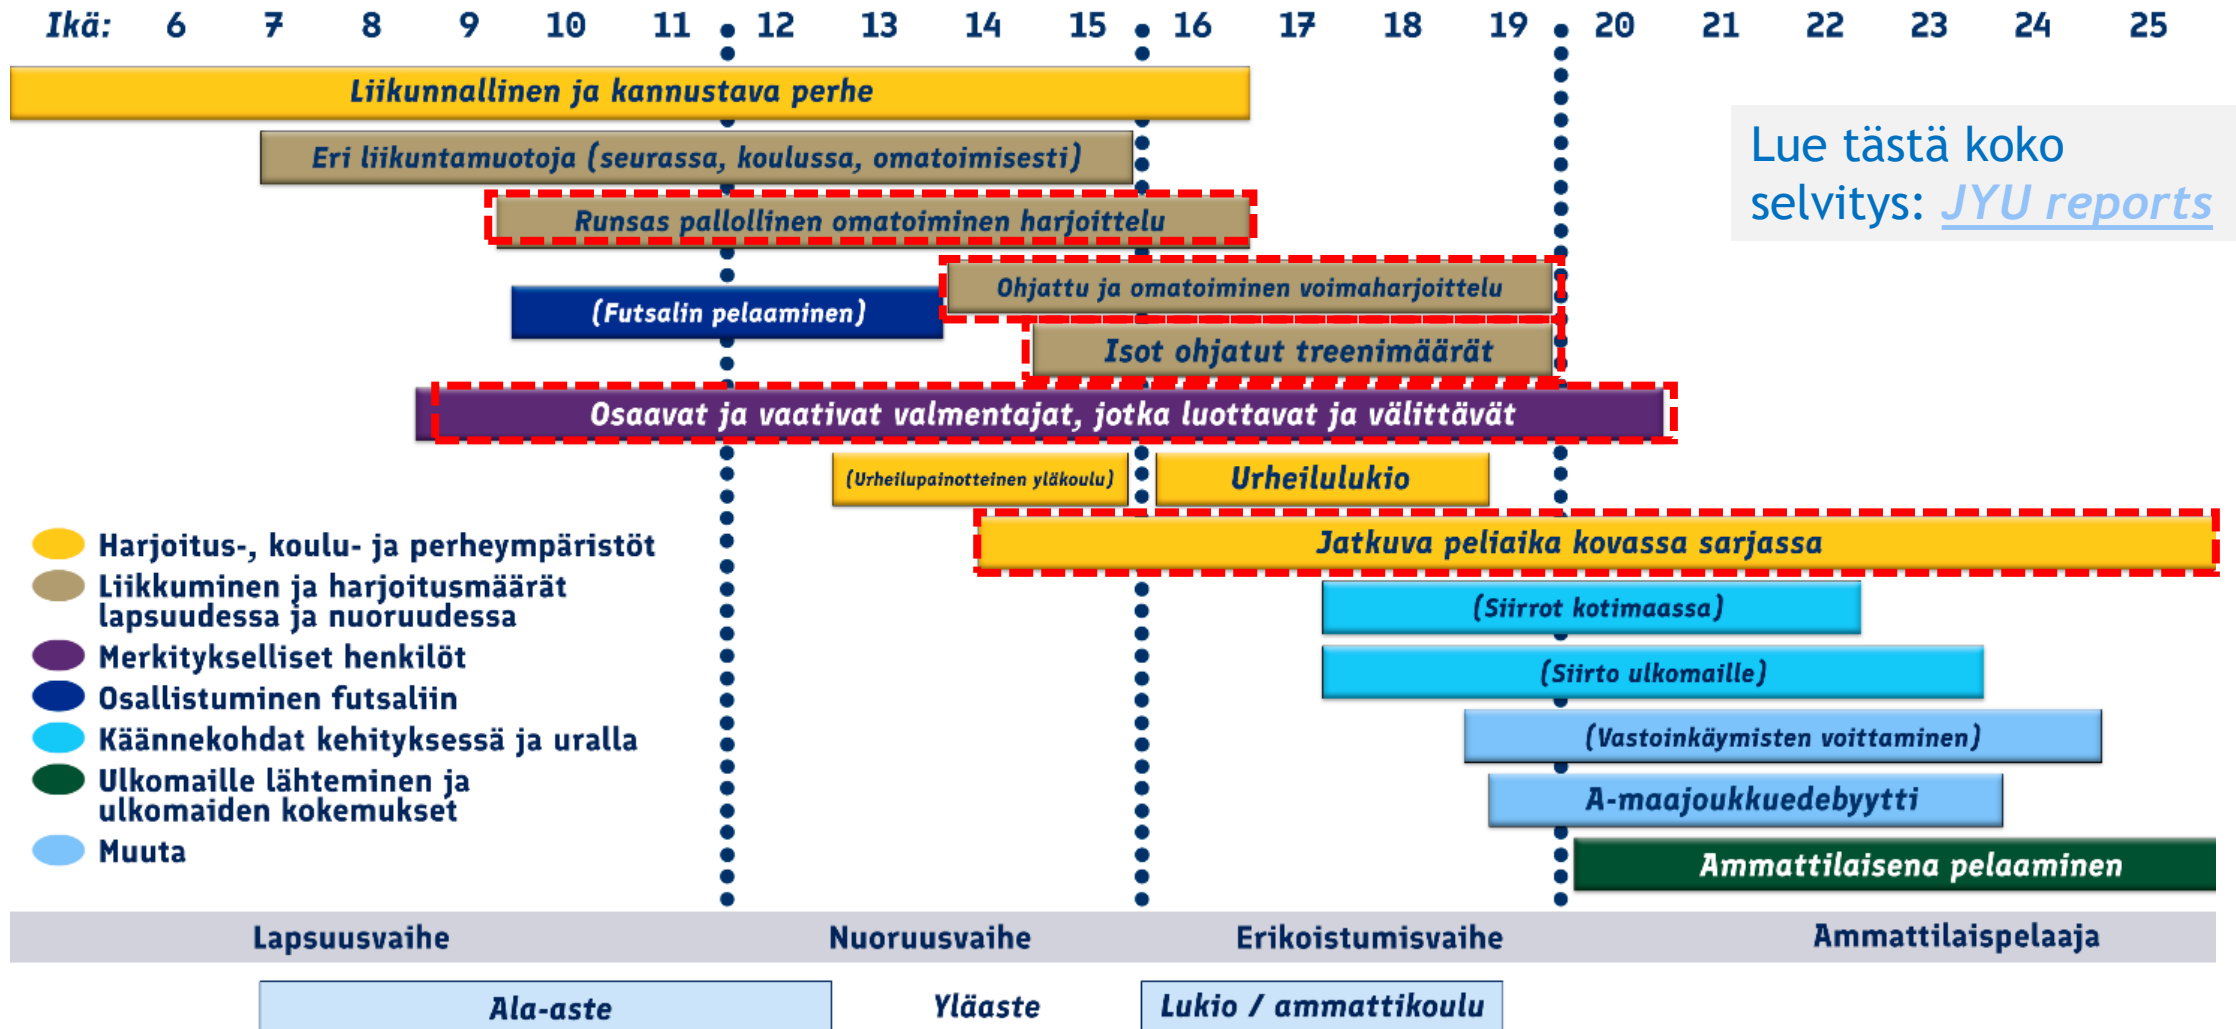 Ikä: 6 7 8 9 10 11 12 13 14 15 16 17 18 19 20 21 22 23 24 25
Liikunnallinen ja kannustava perhe
Eri liikuntamuotoja (seurassa, koulussa, omatoimisesti)
Lue tästä koko
selvitys: JYU reports
Runsas pallollinen omatoiminen harjoittelu
Ohjattu ja omatoiminen voimaharjoittelu
(Futsalin pelaaminen)
Isot ohjatut treenimäärät
Osaavat ja vaativat valmentajat, jotka luottavat ja välittävät
(Urheilupainotteinen yläkoulu)
Urheilulukio
Jatkuva peliaika kovassa sarjassa
(Siirrot kotimaassa)
(Siirto ulkomaille)
(Vastoinkäymisten voittaminen)
A-maajoukkuedebyytti
Ammattilaisena pelaaminen
Harjoitus-, koulu- ja perheympäristöt
Liikkuminen ja harjoitusmäärät
lapsuudessa ja nuoruudessa
Merkitykselliset henkilöt
Osallistuminen futsaliin
Käännekohdat kehityksessä ja uralla
Ulkomaille lähteminen ja
ulkomaiden kokemukset
Muuta
Lapsuusvaihe
Nuoruusvaihe
Erikoistumisvaihe
Ammattilaispelaaja
Ala-aste
Yläaste
Lukio / ammattikoulu